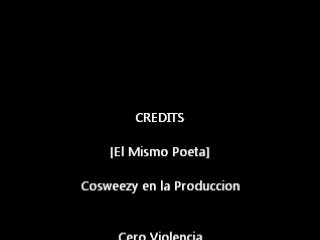 CREDITS
[El Mismo Poeta]
Cosweezy en la Produccion
Cero Violencia